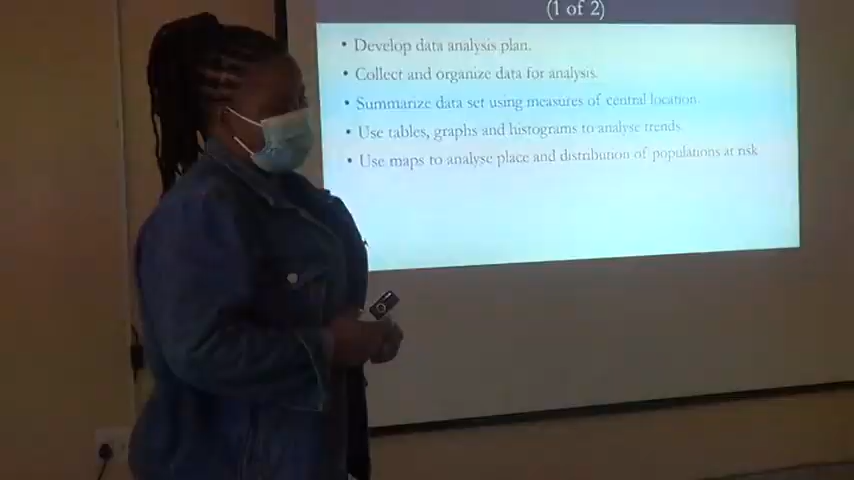 (1 of 2)
• Develop data analysis plan.
• Collect and organize data for analysis.
• Summarize data set using measures of central location.
• Use tables, graphs and histograms to analyse trends.
• Use maps to analyse place and distribution of populations at risk